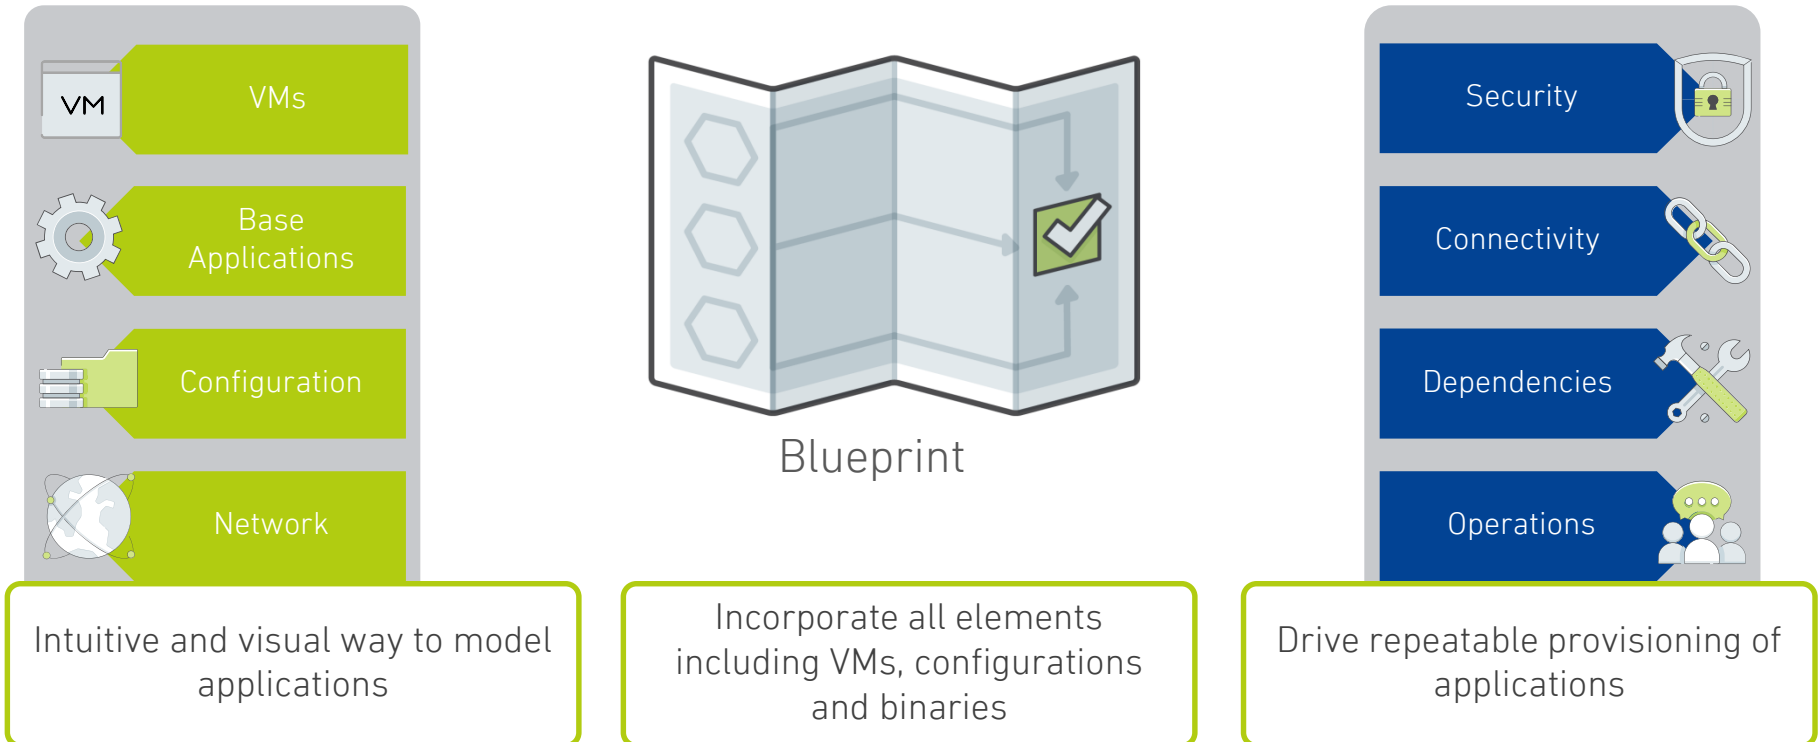 VM
VMs
Base
Applications
Configuration
Network
Blueprint
Security
Connectivity
Dependencies
Operations
Intuitive and visual way to model
applications
Incorporate all elements
including VMs, configurations
and binaries
Drive repeatable provisioning of
applications